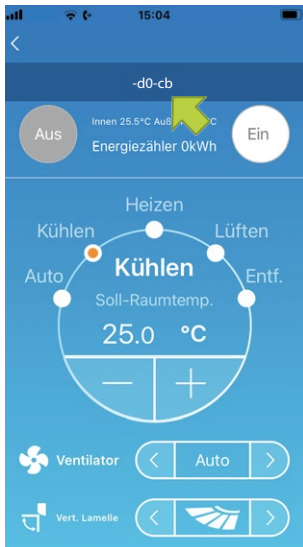 15:04
-d0-cb
Innen 25.5°C Auß °C
Aus
Energiezähler 0kWh
Ein
Heizen
Kühlen
Lüften
Auto
Kühlen
Entf.
Soll-Raumtemp.
25.0 °C
Ventilator
Auto
Vert. Lamelle